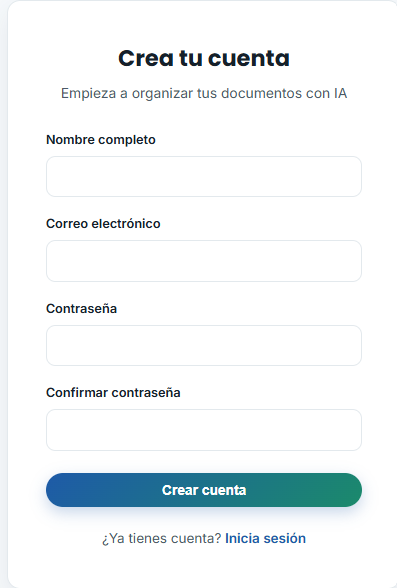 Crea tu cuenta
Empieza a organizar tus documentos con IA
Nombre completo
Correo electrónico
Contraseña
Confirmar contraseña
Crear cuenta
¿Ya tienes cuenta? Inicia sesión